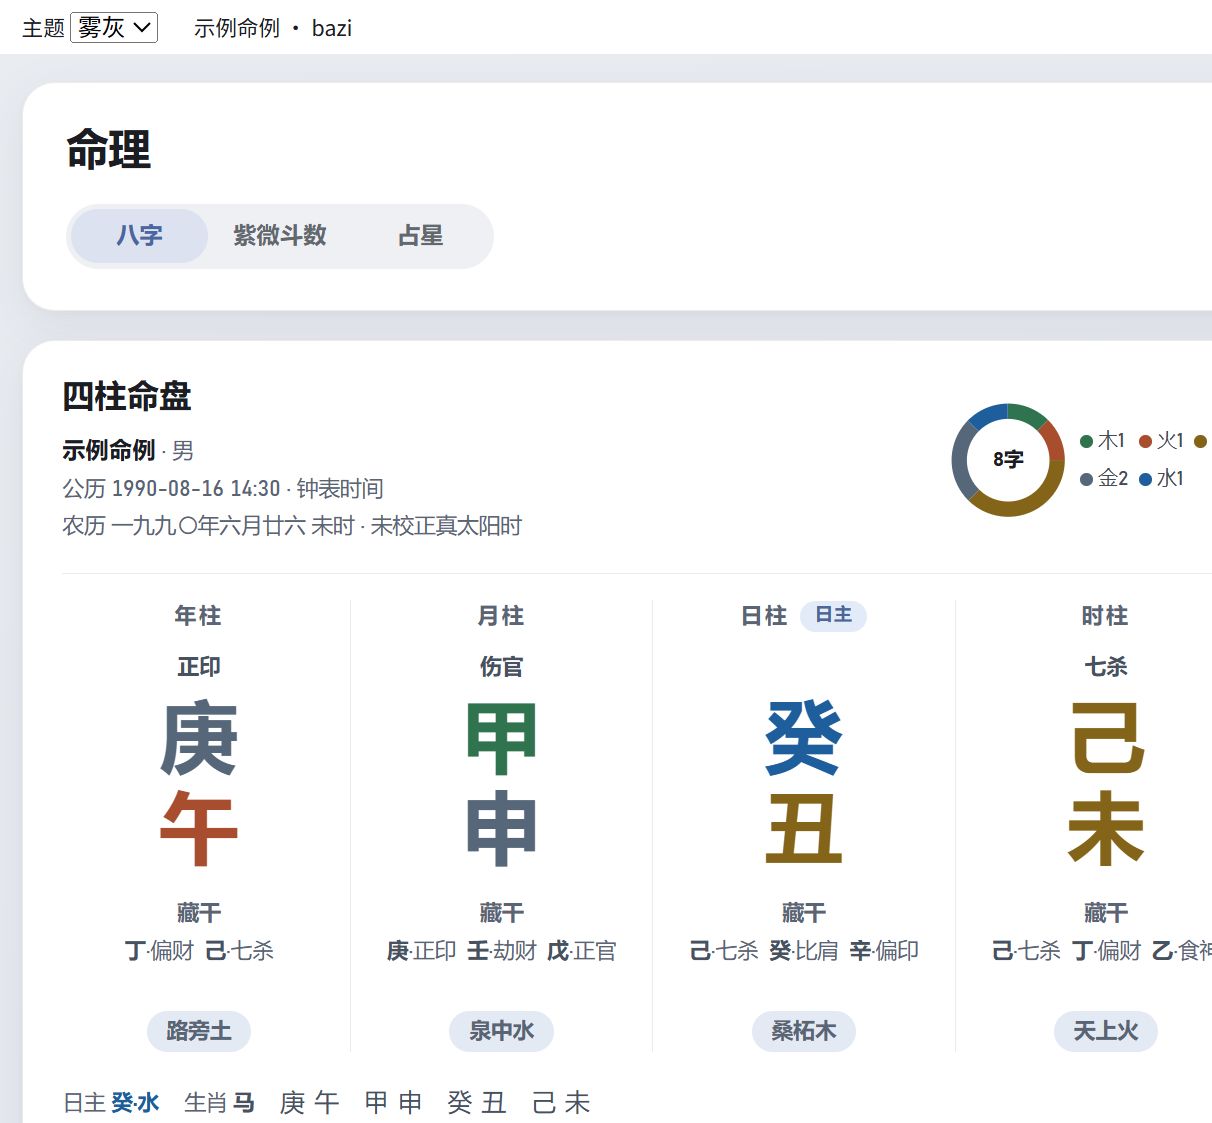 主题 雾灰 示例命例 • bazi
命理
八字 紫微斗数 占星
四柱命盘
示例命例 · 男
公历 1990-08-16 14:30 · 钟表时间
农历 一九九〇年六月廿六 未时 · 未校正真太阳时
8字
木1 火1
金2 水1
年柱 月柱 日柱 日主 时柱
正印 伤官 七杀
庚 甲 癸 己
午 申 丑 未
藏干 藏干 藏干 藏干
丁·偏财 己·七杀 庚·正印 壬·劫财 戊·正官 己·七杀 癸·比肩 辛·偏印 己·七杀 丁·偏财 乙·食神
路旁土 泉中水 桑柘木 天上火
日主 癸·水 生肖 马 庚午 甲申 癸丑 己未